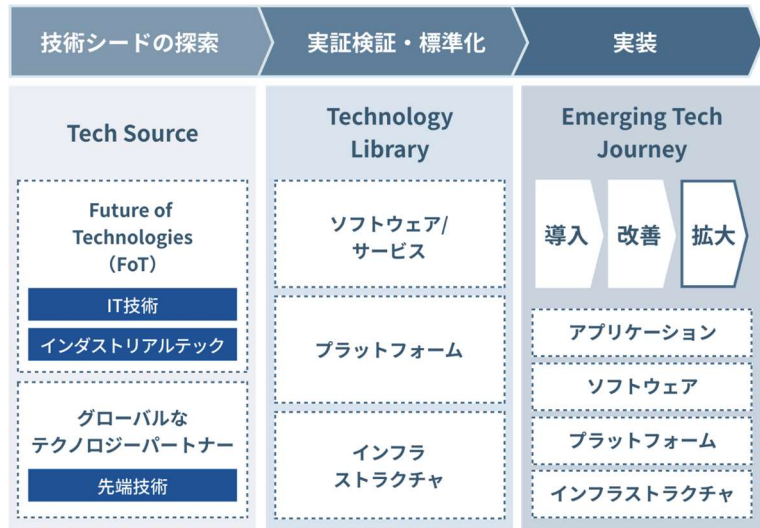 技術シードの探索
実証検証・標準化
実装
Tech Source
Future of
Technologies
（FoT）
IT技術
インダストリアルテック
グローバルな
テクノロジーパートナー
先端技術
Technology
Library
ソフトウェア/
サービス
プラットフォーム
インフラ
ストラクチャ
Emerging Tech
Journey
導入
改善
拡大
アプリケーション
ソフトウェア
プラットフォーム
インフラストラクチャ